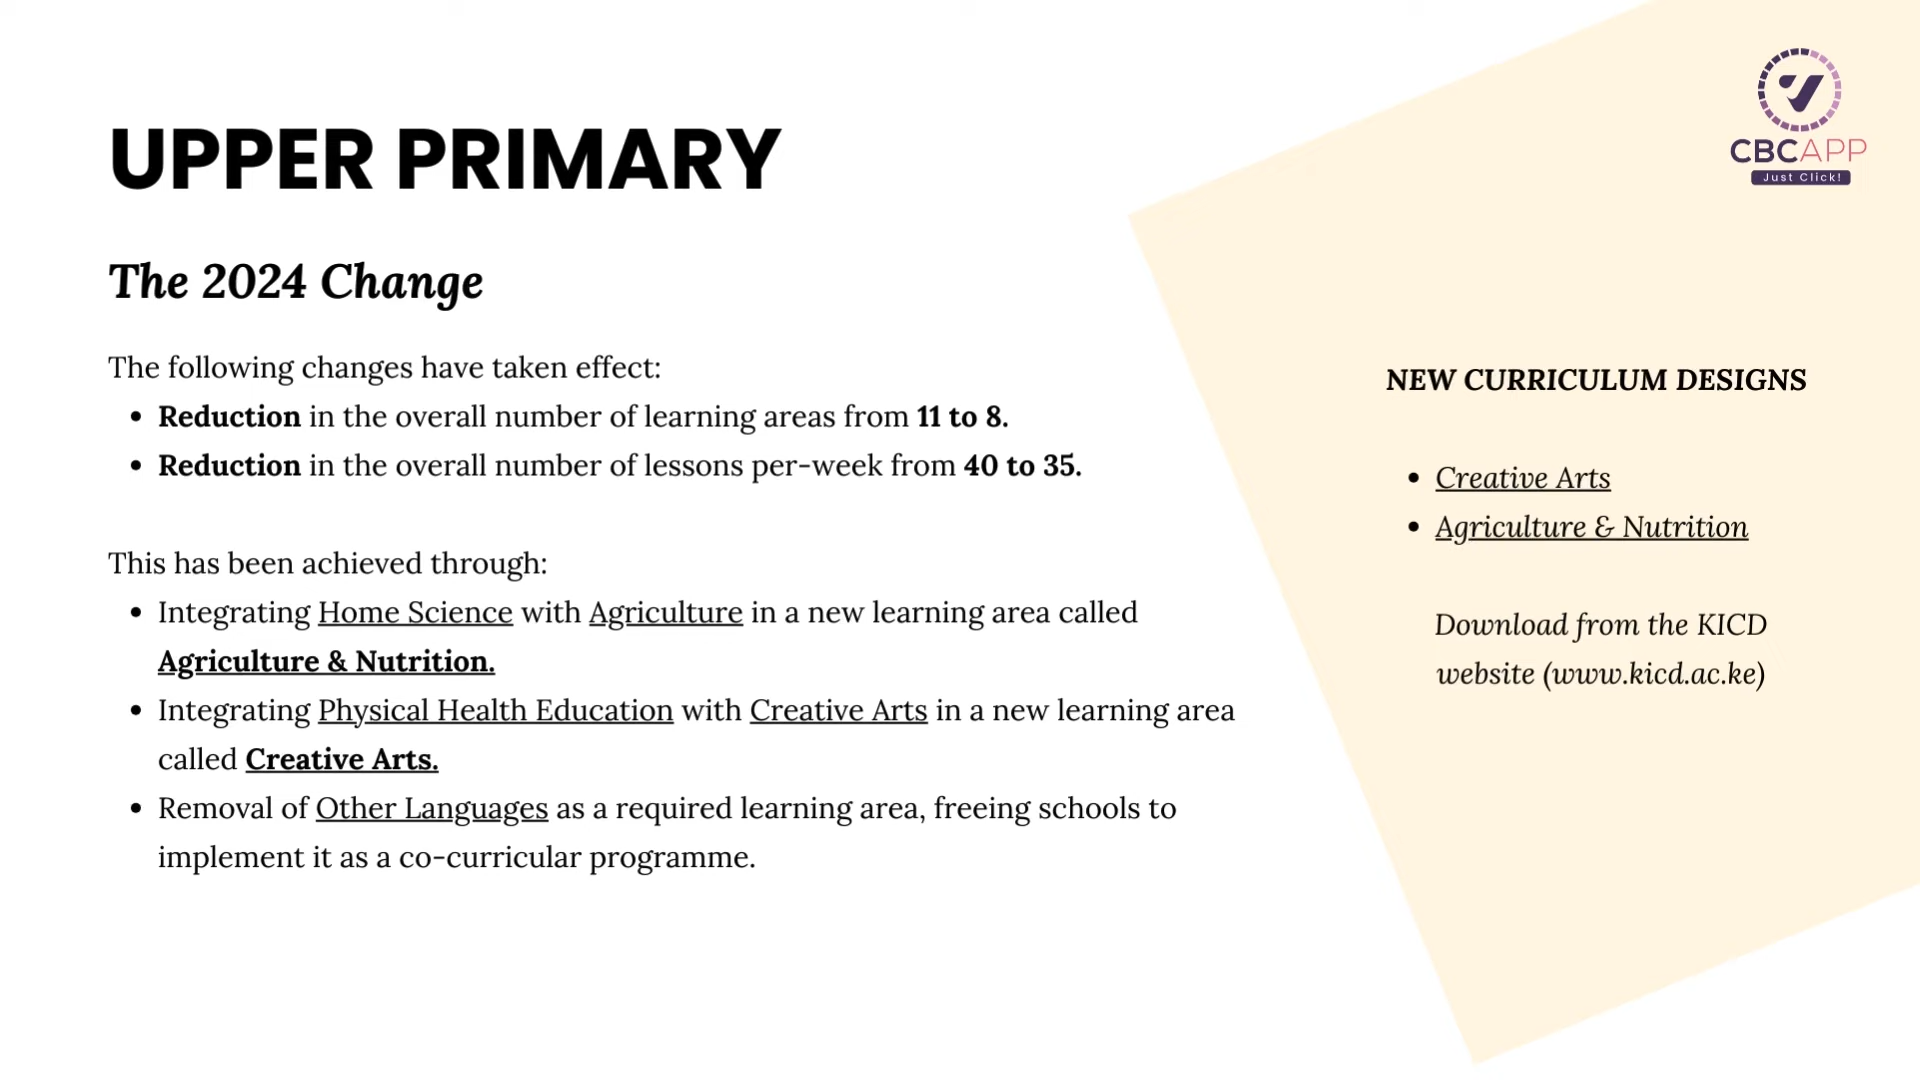 CBCAPP
Just Click!
UPPER PRIMARY
The 2024 Change
The following changes have taken effect:
• Reduction in the overall number of learning areas from 11 to 8.
• Reduction in the overall number of lessons per-week from 40 to 35.
This has been achieved through:
• Integrating Home Science with Agriculture in a new learning area called
Agriculture & Nutrition.
• Integrating Physical Health Education with Creative Arts in a new learning area
called Creative Arts.
• Removal of Other Languages as a required learning area, freeing schools to
implement it as a co-curricular programme.
NEW CURRICULUM DESIGNS
• Creative Arts
• Agriculture & Nutrition
Download from the KICD
website (www.kicd.ac.ke)